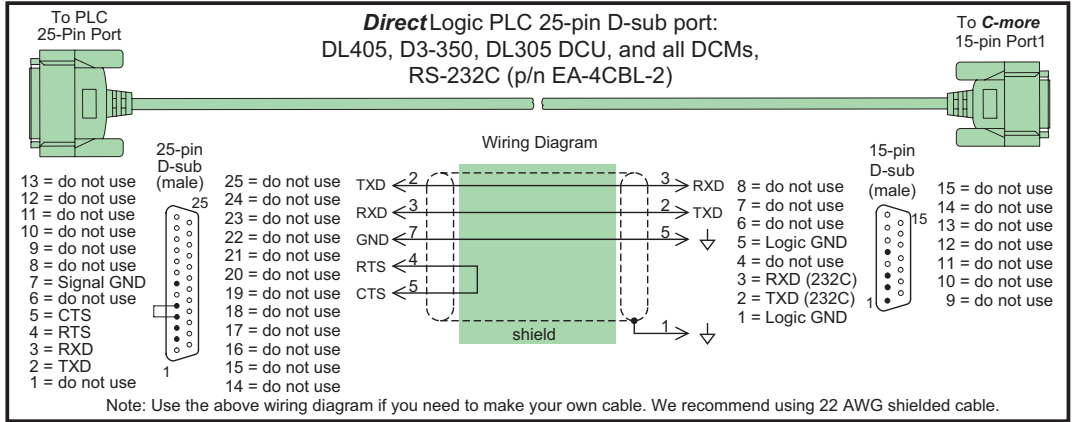 To PLC
25-Pin Port
DirectLogic PLC 25-pin D-sub port:
DL405, D3-350, DL305 DCU, and all DCMs,
RS-232C (p/n EA-4CBL-2)
To C-more
15-pin Port1
Wiring Diagram
25-pin
D-sub
(male)
25
1
13 = do not use
12 = do not use
11 = do not use
10 = do not use
9 = do not use
8 = do not use
7 = Signal GND
6 = do not use
5 = CTS
4 = RTS
3 = RXD
2 = TXD
1 = do not use
25 = do not use
24 = do not use
23 = do not use
22 = do not use
21 = do not use
20 = do not use
19 = do not use
18 = do not use
17 = do not use
16 = do not use
15 = do not use
14 = do not use
TXD 2 3 RXD
RXD 3 2 TXD
GND 7 5
RTS 4
CTS 5
shield 1
8 = do not use
7 = do not use
6 = do not use
5 = Logic GND
4 = do not use
3 = RXD (232C)
2 = TXD (232C)
1 = Logic GND
15-pin
D-sub
(male)
15
1
15 = do not use
14 = do not use
13 = do not use
12 = do not use
11 = do not use
10 = do not use
9 = do not use
Note: Use the above wiring diagram if you need to make your own cable. We recommend using 22 AWG shielded cable.